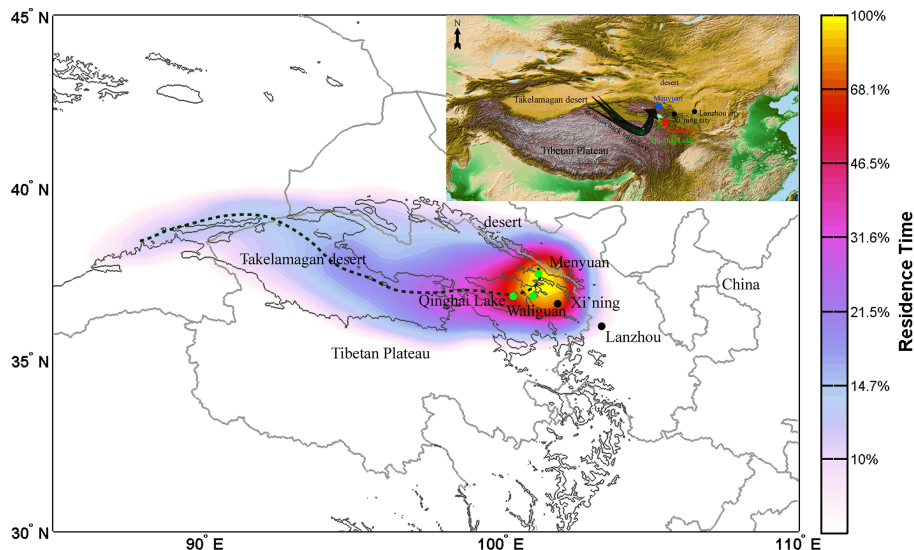 45° N
40° N
35° N
30° N
90° E
100° E
110° E
N
desert
Takelamagan desert
Menyuan
Lanzhou city
Xi'ning city
Qinghai Lake
Tibetan Plateau
desert
Takelamagan desert
Menyuan
China
Qinghai Lake
Xi'ning
Waliguan
Lanzhou
Tibetan Plateau
100%
68.1%
46.5%
31.6%
21.5%
14.7%
10%
Residence Time